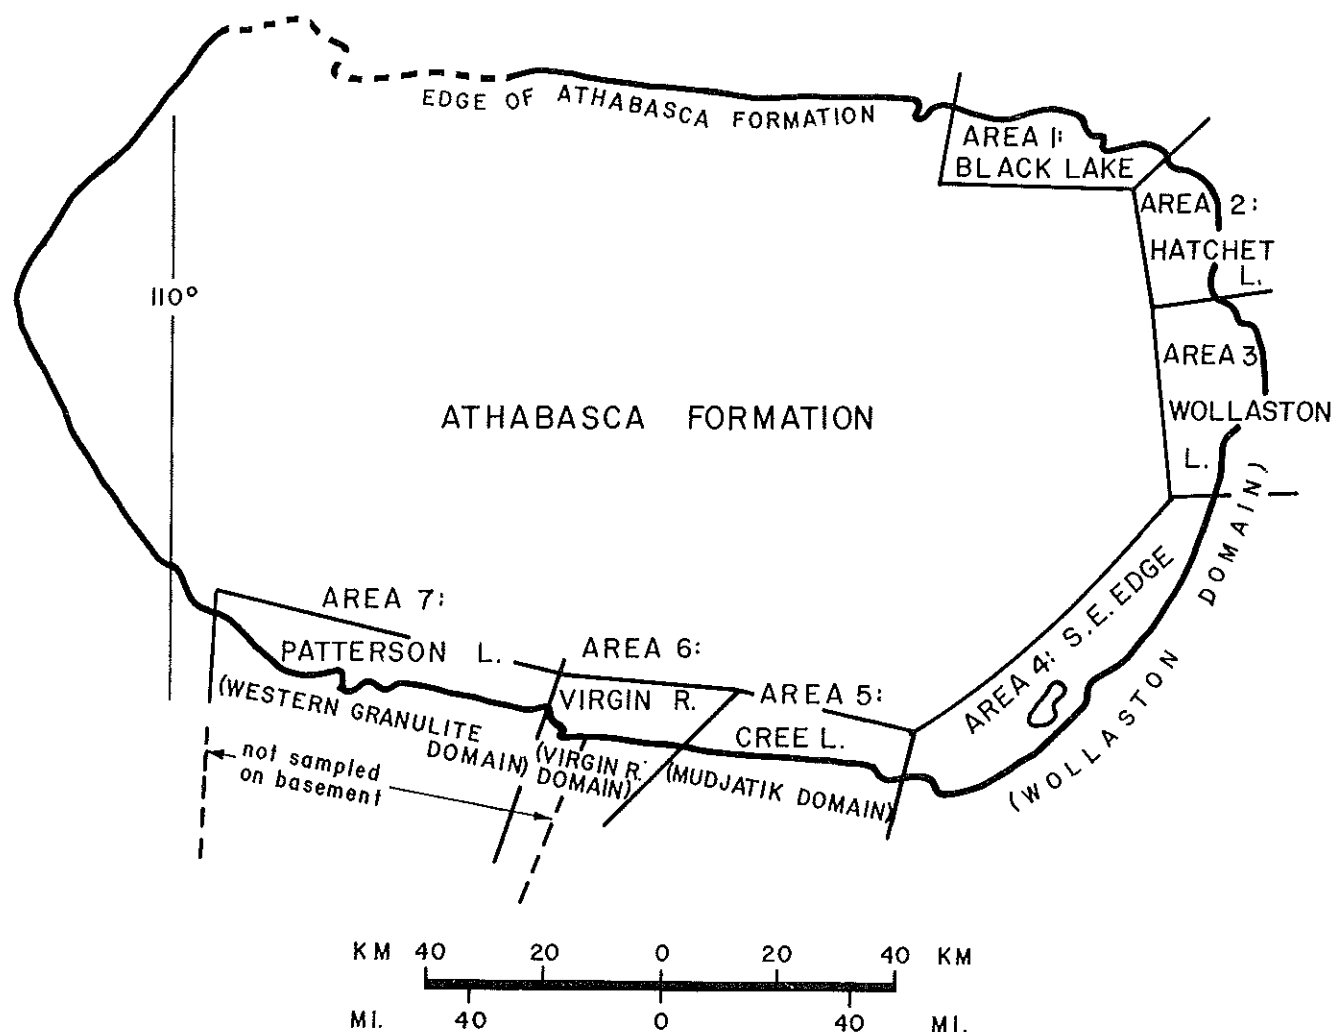 EDGE OF ATHABASCA FORMATION
AREA 1:
BLACK LAKE
AREA 2:
HATCHET
L.
110°
AREA 3
WOLLASTON
L.
ATHABASCA FORMATION
(WOLLASTON DOMAIN)
AREA 4: S.E. EDGE
AREA 7:
PATTERSON L.
(WESTERN GRANULITE
DOMAIN)
AREA 6:
VIRGIN R.
(VIRGIN R.
DOMAIN)
AREA 5:
CREE L.
(MUDJATIK DOMAIN)
not sampled
on basement
KM 40 20 0 20 40 KM
MI. 40 0 40 MI.